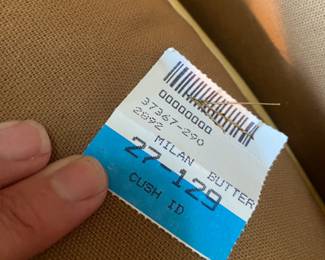 00000000
37367-290
2892
MILAN BUTTER
27-129
CUSH ID